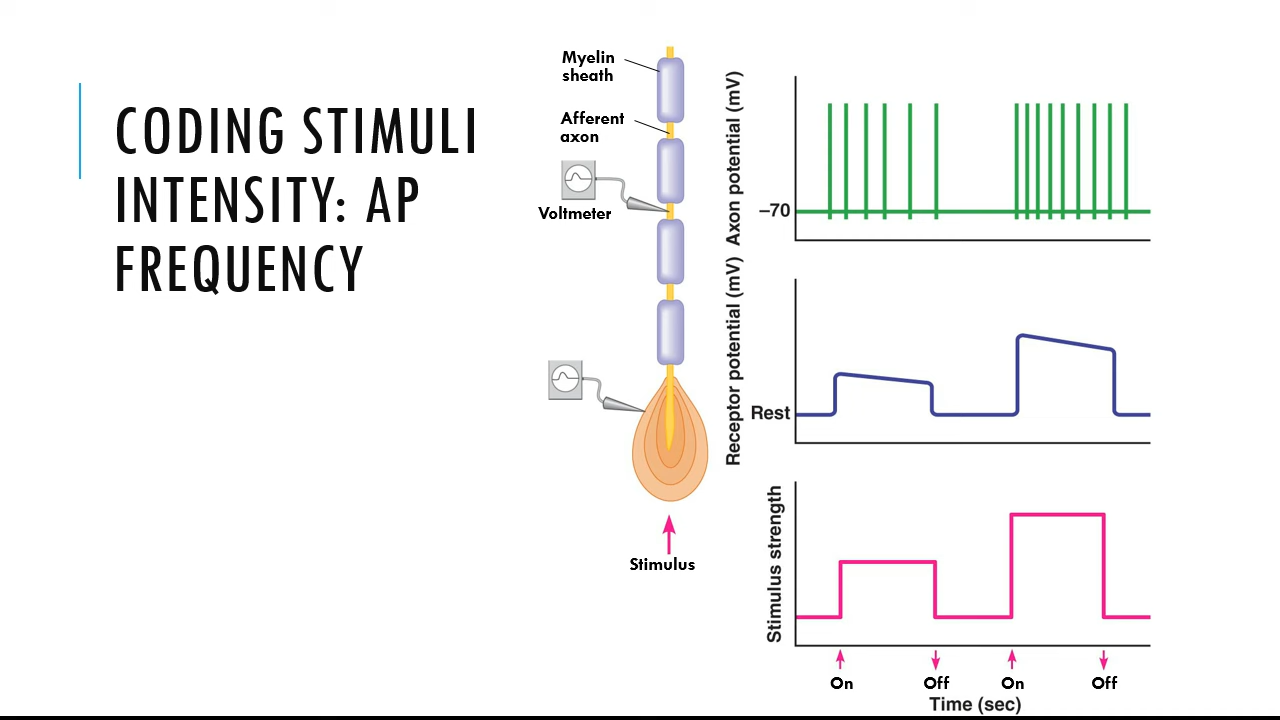 CODING STIMULI
INTENSITY: AP
FREQUENCY
Myelin
sheath
Afferent
axon
Voltmeter
Stimulus
Axon potential (mV)
–70
Receptor potential (mV)
Rest
Stimulus strength
On
Off
On
Off
Time (sec)